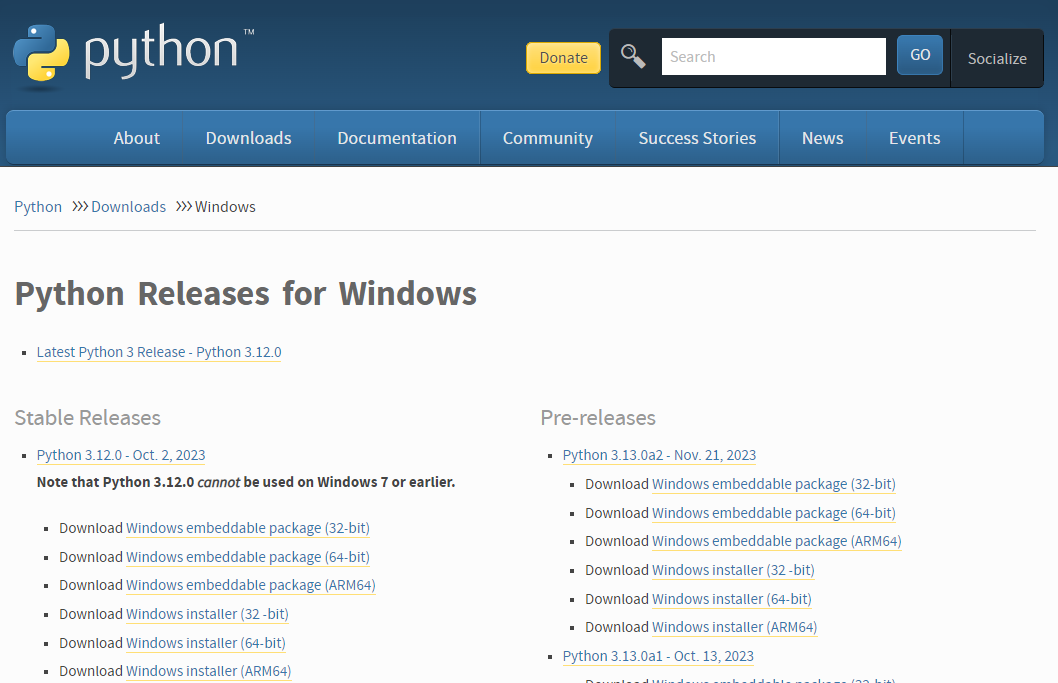 python™
Donate
Search
GO
Socialize
About Downloads Documentation Community Success Stories News Events
Python >>> Downloads >>> Windows
Python Releases for Windows
Latest Python 3 Release - Python 3.12.0
Stable Releases
Python 3.12.0 - Oct. 2, 2023
Note that Python 3.12.0 cannot be used on Windows 7 or earlier.
Download Windows embeddable package (32-bit)
Download Windows embeddable package (64-bit)
Download Windows embeddable package (ARM64)
Download Windows installer (32 -bit)
Download Windows installer (64-bit)
Download Windows installer (ARM64)
Pre-releases
Python 3.13.0a2 - Nov. 21, 2023
Download Windows embeddable package (32-bit)
Download Windows embeddable package (64-bit)
Download Windows embeddable package (ARM64)
Download Windows installer (32 -bit)
Download Windows installer (64-bit)
Download Windows installer (ARM64)
Python 3.13.0a1 - Oct. 13, 2023
Download Windows embeddable package (32-bit)